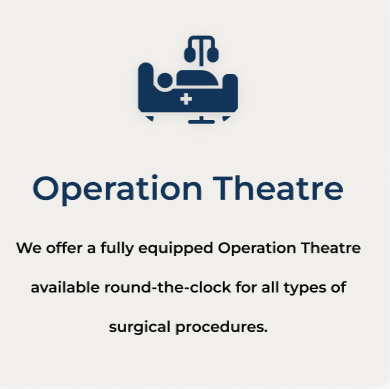 Operation Theatre
We offer a fully equipped Operation Theatre
available round-the-clock for all types of
surgical procedures.